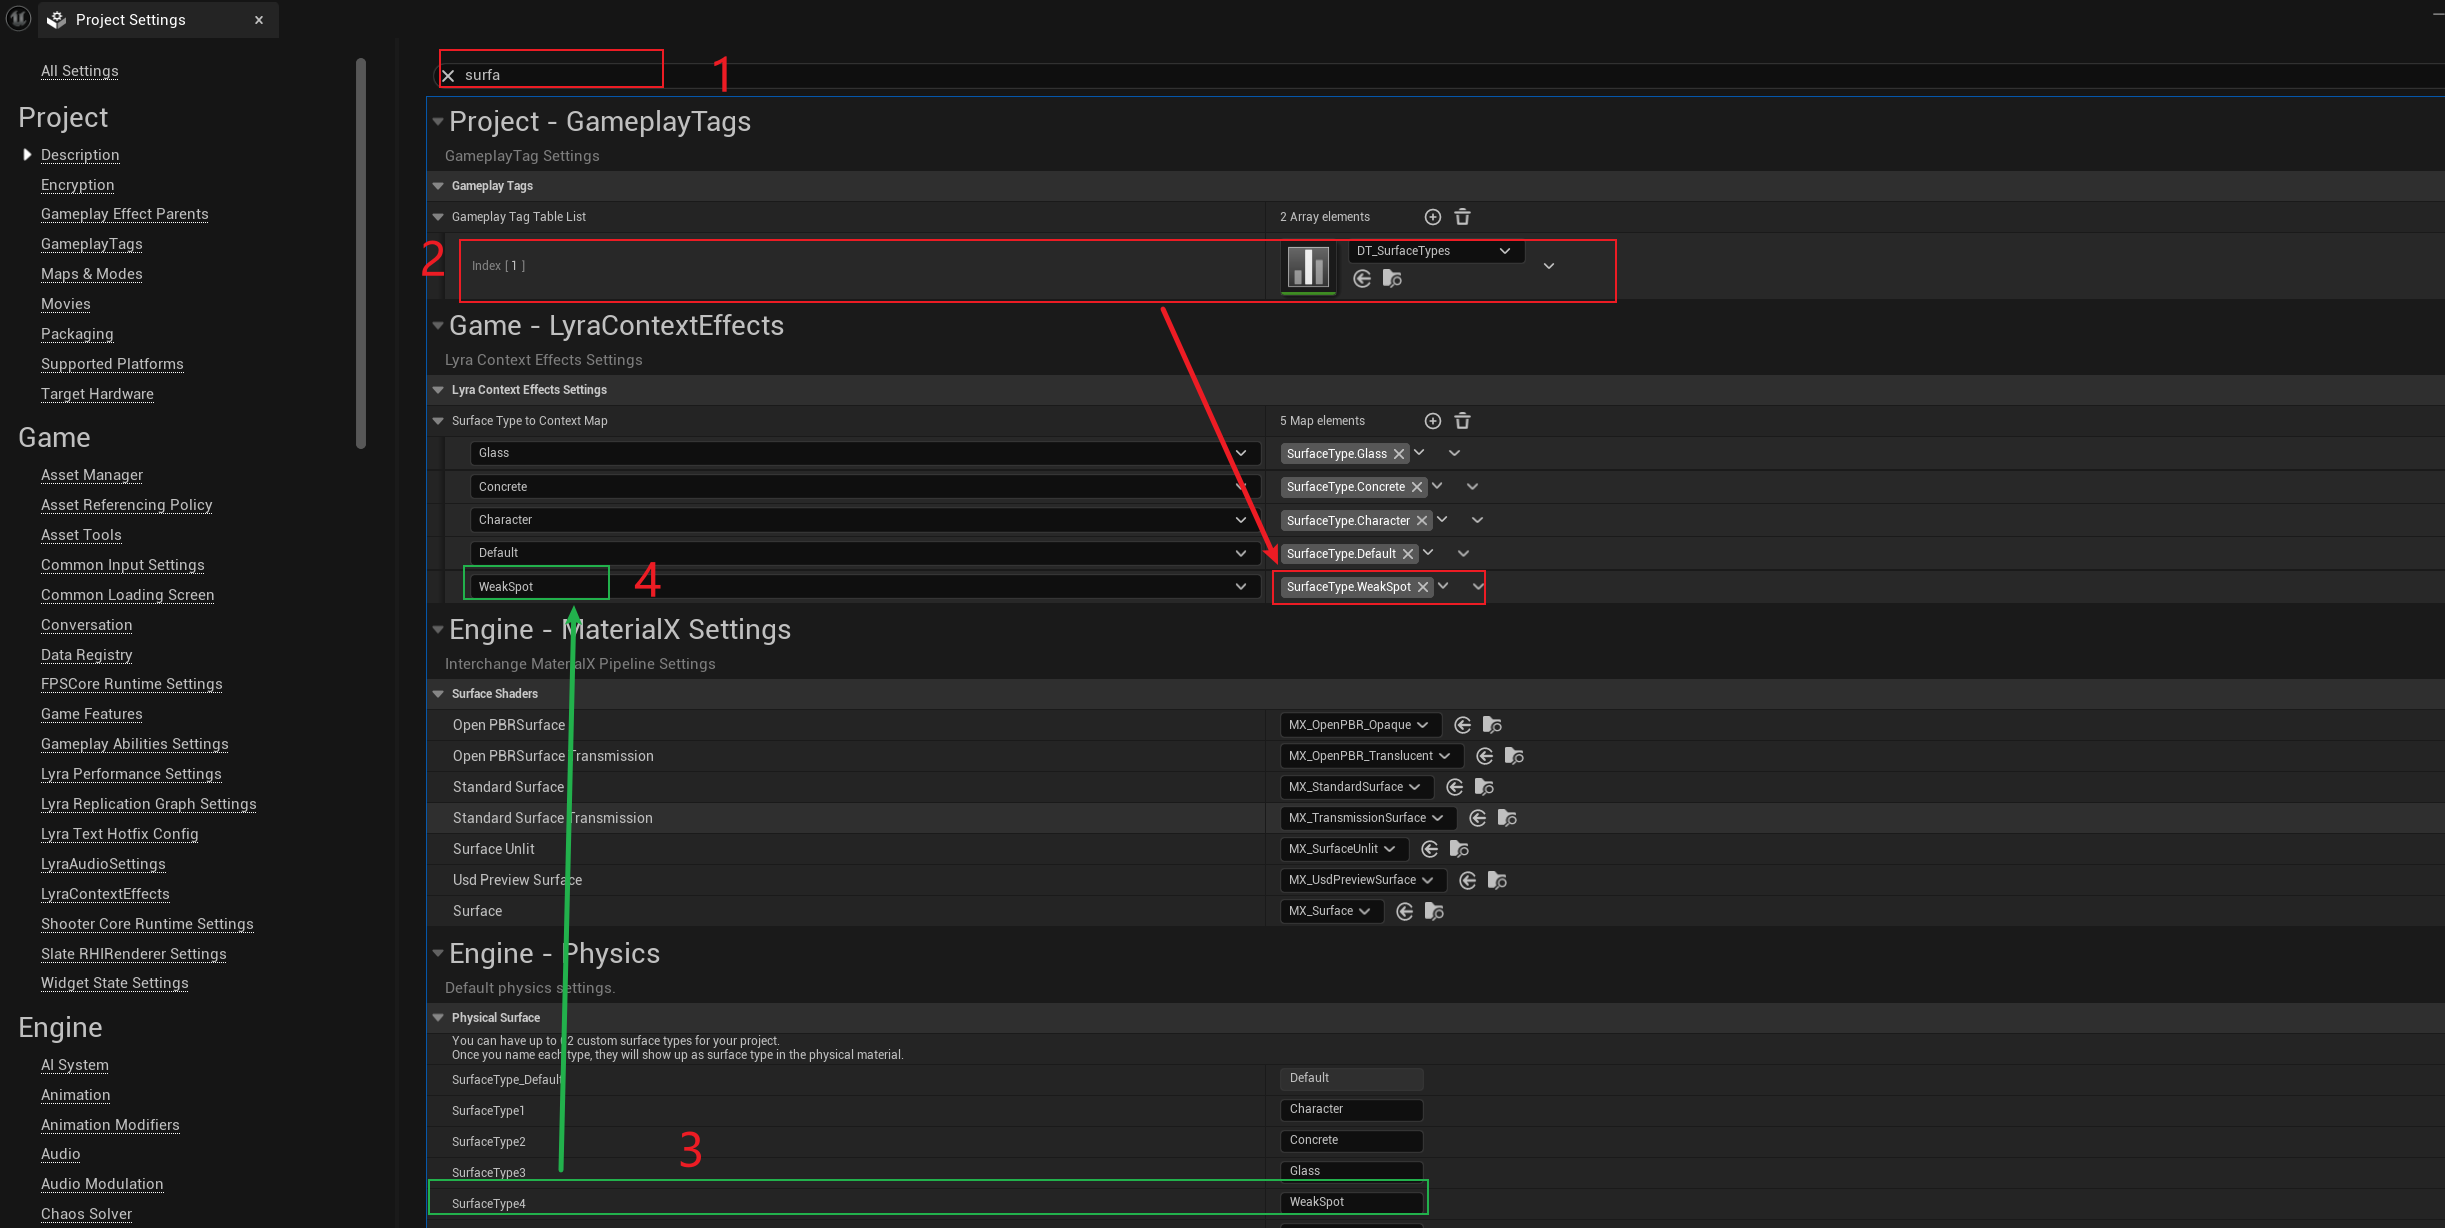 Project Settings
All Settings
Project
Description
Encryption
Gameplay Effect Parents
GameplayTags
Maps & Modes
Movies
Packaging
Supported Platforms
Target Hardware
Game
Asset Manager
Asset Referencing Policy
Asset Tools
Common Input Settings
Common Loading Screen
Conversation
Data Registry
FPSCore Runtime Settings
Game Features
Gameplay Abilities Settings
Lyra Performance Settings
Lyra Replication Graph Settings
Lyra Text Hotfix Config
LyraAudioSettings
LyraContextEffects
Shooter Core Runtime Settings
Slate RHIRenderer Settings
Widget State Settings
Engine
AI System
Animation
Animation Modifiers
Audio
Audio Modulation
Chaos Solver
surfa 1
Project - GameplayTags
GameplayTag Settings
Gameplay Tags
Gameplay Tag Table List 2 Array elements
2 Index [ 1 ] DT_SurfaceTypes
Game - LyraContextEffects
Lyra Context Effects Settings
Lyra Context Effects Settings
Surface Type to Context Map 5 Map elements
Glass SurfaceType.Glass
Concrete SurfaceType.Concrete
Character SurfaceType.Character
Default SurfaceType.Default
WeakSpot 4 SurfaceType.WeakSpot
Engine - MaterialX Settings
Interchange MaterialX Pipeline Settings
Surface Shaders
Open PBRSurface MX_OpenPBR_Opaque
Open PBRSurface Transmission MX_OpenPBR_Translucent
Standard Surface MX_StandardSurface
Standard Surface Transmission MX_TransmissionSurface
Surface Unlit MX_SurfaceUnlit
Usd Preview Surface MX_UsdPreviewSurface
Surface MX_Surface
Engine - Physics
Default physics settings.
Physical Surface
You can have up to 62 custom surface types for your project.
Once you name each type, they will show up as surface type in the physical material.
SurfaceType_Default Default
SurfaceType1 Character
SurfaceType2 Concrete
3
SurfaceType3 Glass
SurfaceType4 WeakSpot